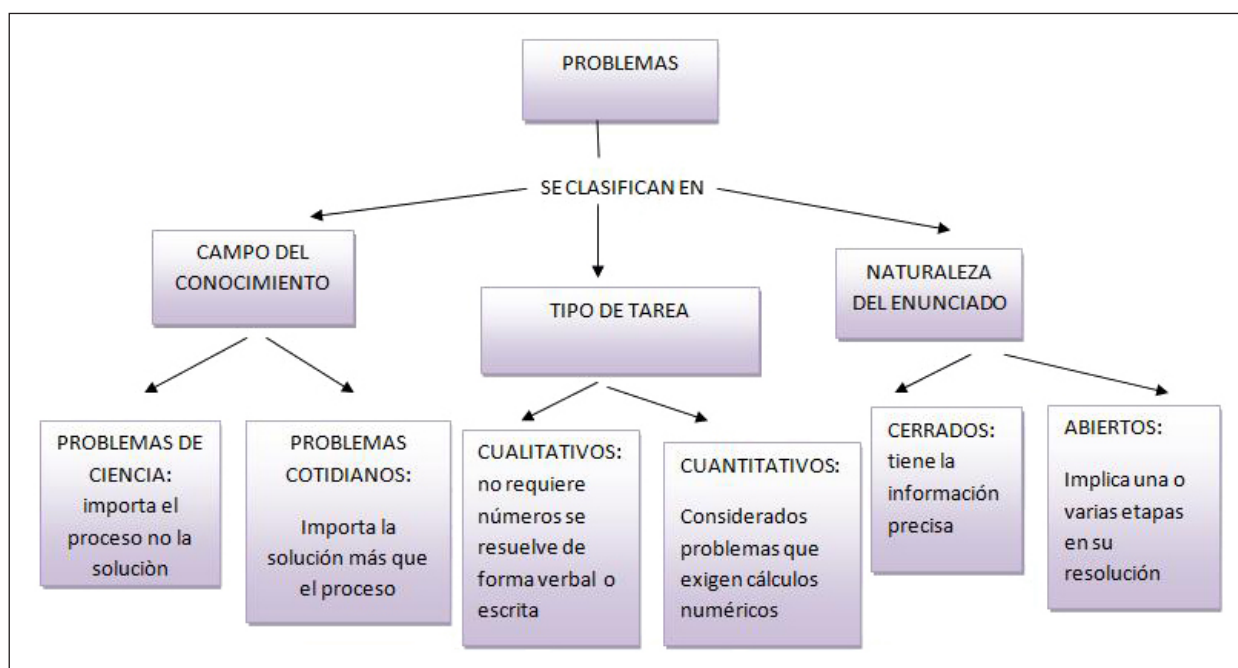 PROBLEMAS
SE CLASIFICAN EN
CAMPO DEL
CONOCIMIENTO
TIPO DE TAREA
NATURALEZA
DEL ENUNCIADO
PROBLEMAS DE
CIENCIA:
importa el
proceso no la
soluciòn
PROBLEMAS
COTIDIANOS:
Importa la
solución más que
el proceso
CUALITATIVOS:
no requiere
números se
resuelve de
forma verbal o
escrita
CUANTITATIVOS:
Considerados
problemas que
exigen cálculos
numéricos
CERRADOS:
tiene la
información
precisa
ABIERTOS:
Implica una o
varias etapas
en su
resolución